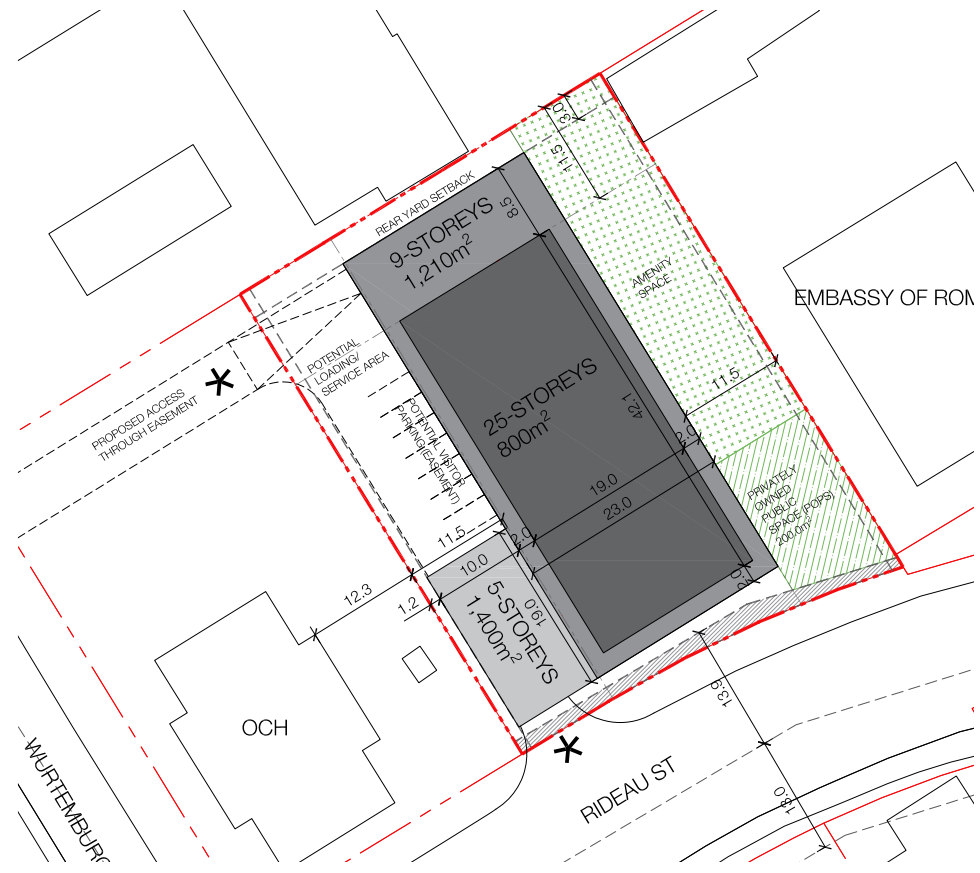 3.0
11.5
REAR YARD SETBACK
8.5
9-STOREYS
1,210m²
AMENITY
SPACE
EMBASSY OF ROM
POTENTIAL
LOADING/
SERVICE AREA
PROPOSED ACCESS
THROUGH EASEMENT
11.5
25-STOREYS
800m²
42.1
POTENTIAL VISITOR
PARKING(EASEMENT)
2.0
19.0
23.0
PRIVATELY
OWNED
PUBLIC
SPACE (POPS)
200.0m²
11.5
2.0
10.0
12.3
1.2
5-STOREYS
1,400m²
19.0
2.0
OCH
13.9
RIDEAU ST
13.0
WURTEMBURG